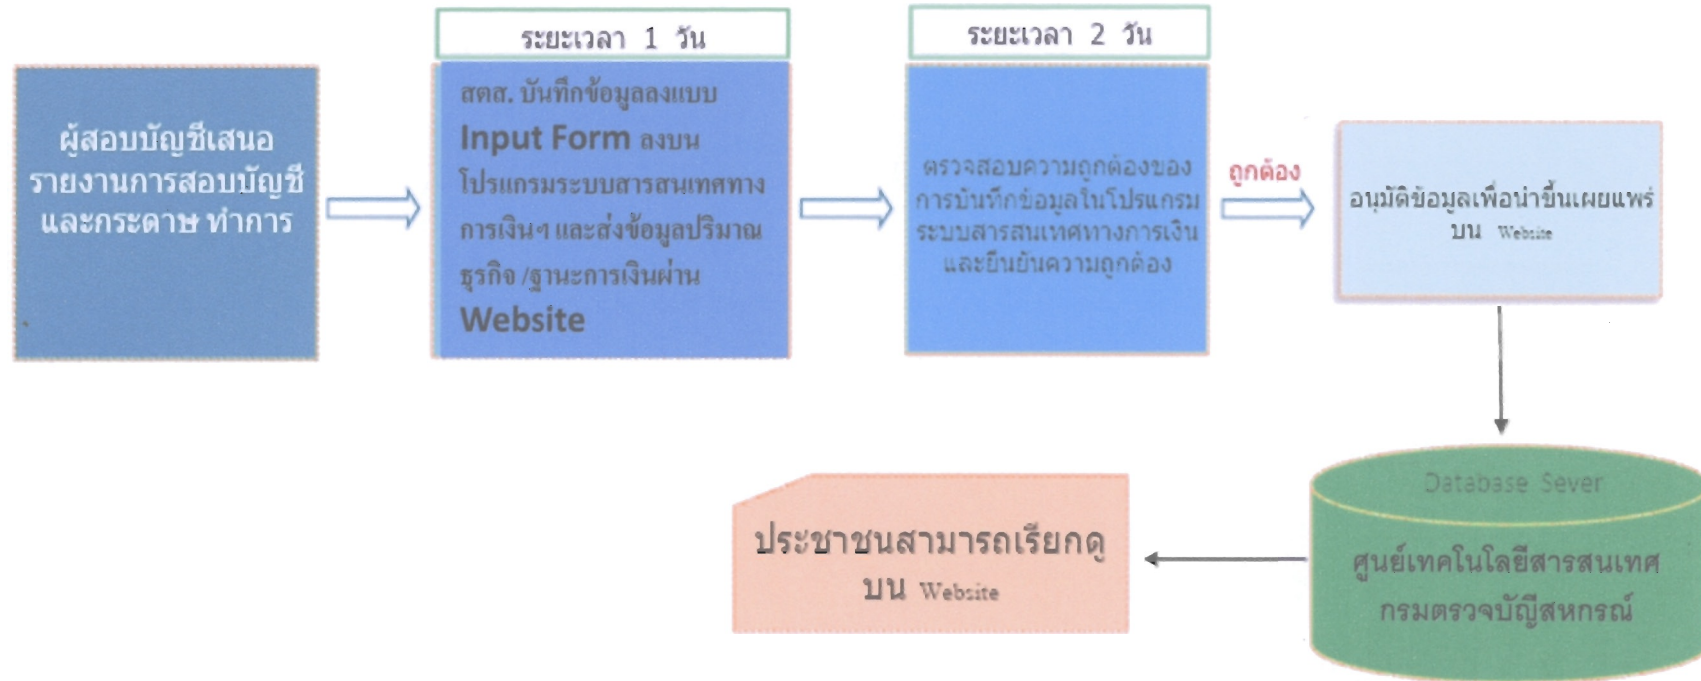 ผู้สอบบัญชีเสนอ
รายงานการสอบบัญชี
และกระดาษ ทำการ
ระยะเวลา 1 วัน
สตส. บันทึกข้อมูลลงแบบ
Input Form ลงบน
โปรแกรมระบบสารสนเทศทาง
การเงินฯ และส่งข้อมูลปริมาณ
ธุรกิจ /ฐานะการเงินผ่าน
Website
ระยะเวลา 2 วัน
ตรวจสอบความถูกต้องของ
การบันทึกข้อมูลในโปรแกรม
ระบบสารสนเทศทางการเงิน
และยืนยันความถูกต้อง
ถูกต้อง
อนุมัติข้อมูลเพื่อนำขึ้นเผยแพร่
บน Website
Database Sever
ศูนย์เทคโนโลยีสารสนเทศ
กรมตรวจบัญีสหกรณ์
ประชาชนสามารถเรียกดู
บน Website